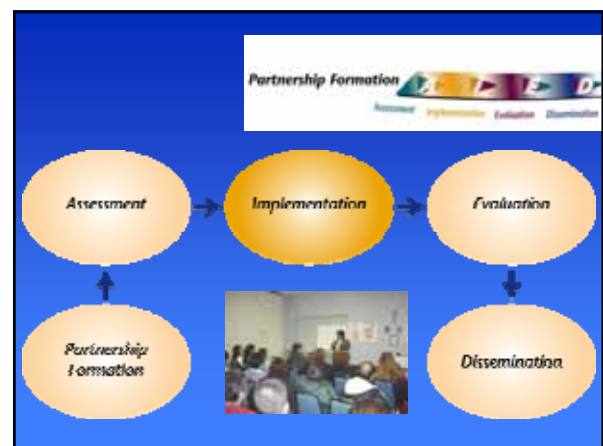 Partnership Formation A I E D
Assessment Implementation Evaluation Dissemination
Assessment
Implementation
Evaluation
Partnership
Formation
Dissemination